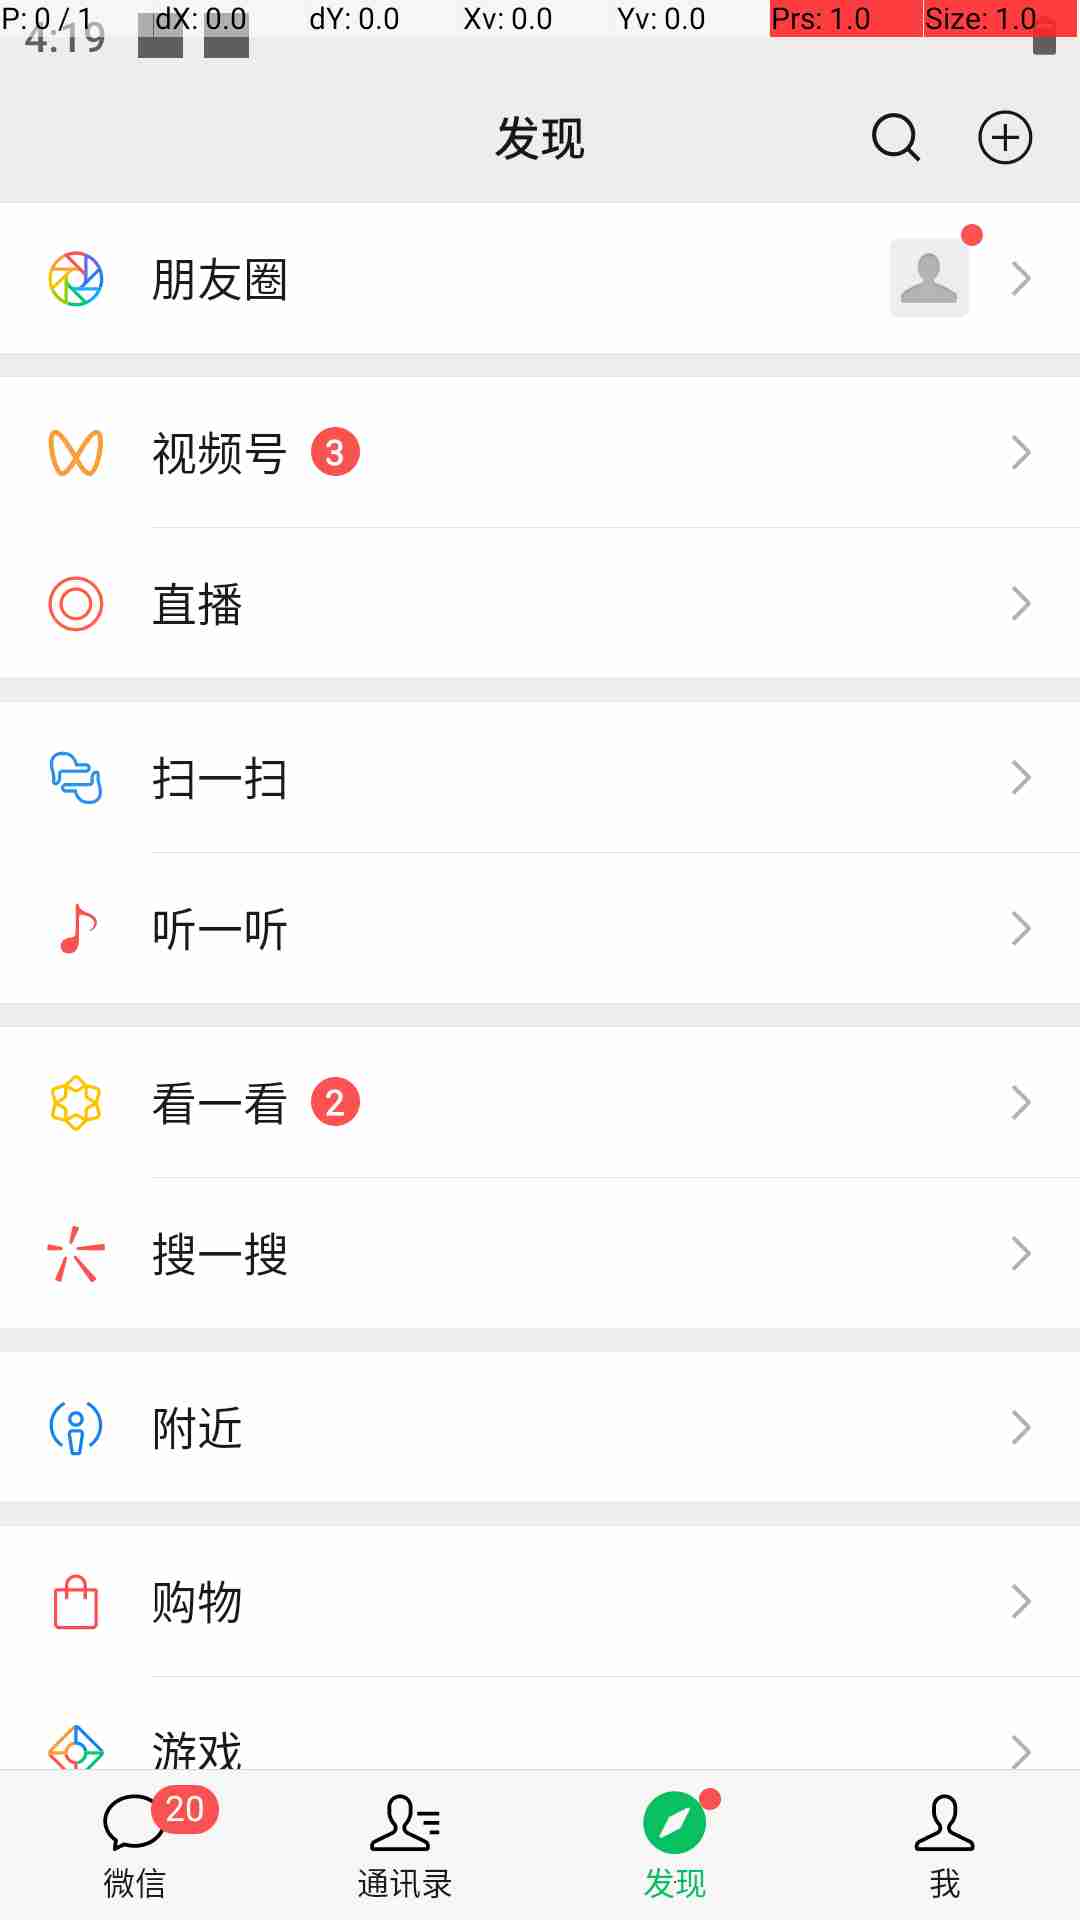 P: 0 / 1 dX: 0.0 dY: 0.0 Xv: 0.0 Yv: 0.0 Prs: 1.0 Size: 1.0
4:19
发现
朋友圈
视频号 3
直播
扫一扫
听一听
看一看 2
搜一搜
附近
购物
游戏
20
微信 通讯录 发现 我